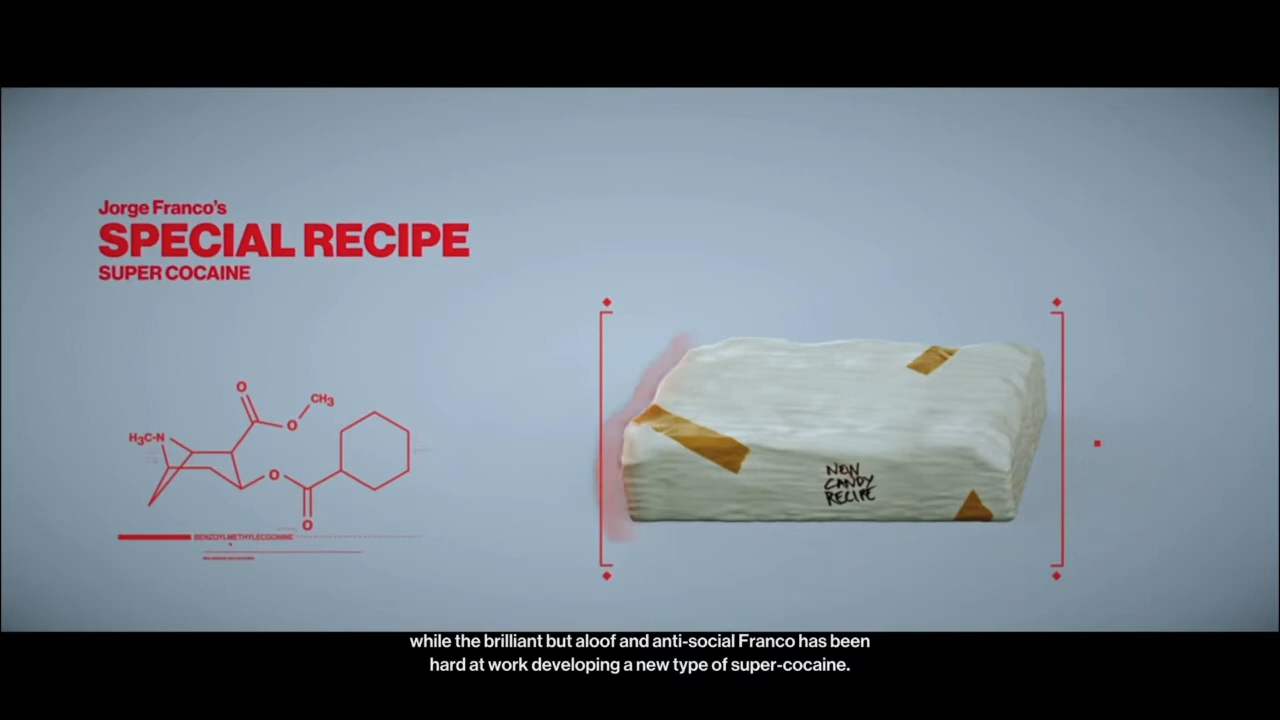 Jorge Franco's
SPECIAL RECIPE
SUPER COCAINE
O
CH3
O
H3C-N
O
O
BENZOYLMETHYLECGONINE
NEW
CANDY
RECIPE
while the brilliant but aloof and anti-social Franco has been
hard at work developing a new type of super-cocaine.